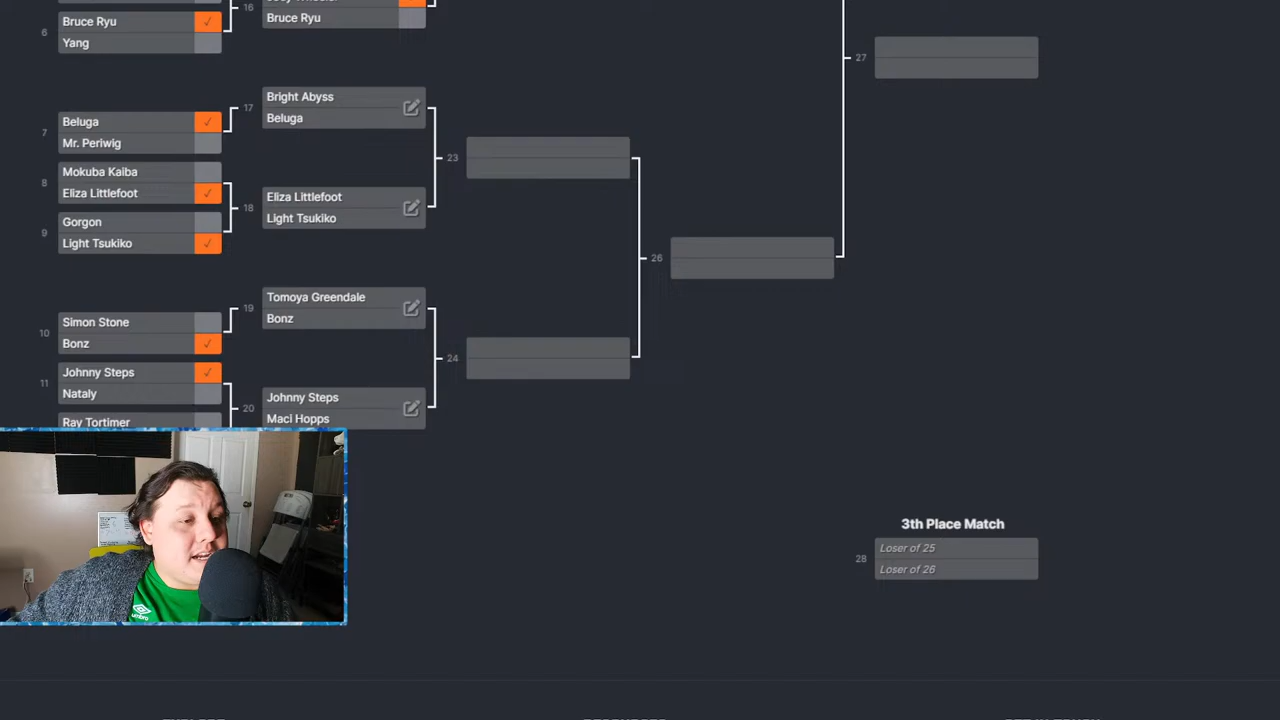 16
Bruce Ryu
6
Bruce Ryu
Yang
27
7
Beluga
Mr. Periwig
17
Bright Abyss
Beluga
8
Mokuba Kaiba
Eliza Littlefoot
23
9
Gorgon
Light Tsukiko
18
Eliza Littlefoot
Light Tsukiko
26
10
Simon Stone
Bonz
19
Tomoya Greendale
Bonz
11
Johnny Steps
Nataly
24
Ray Tortimer
20
Johnny Steps
Maci Hopps
umbro
3th Place Match
28
Loser of 25
Loser of 26